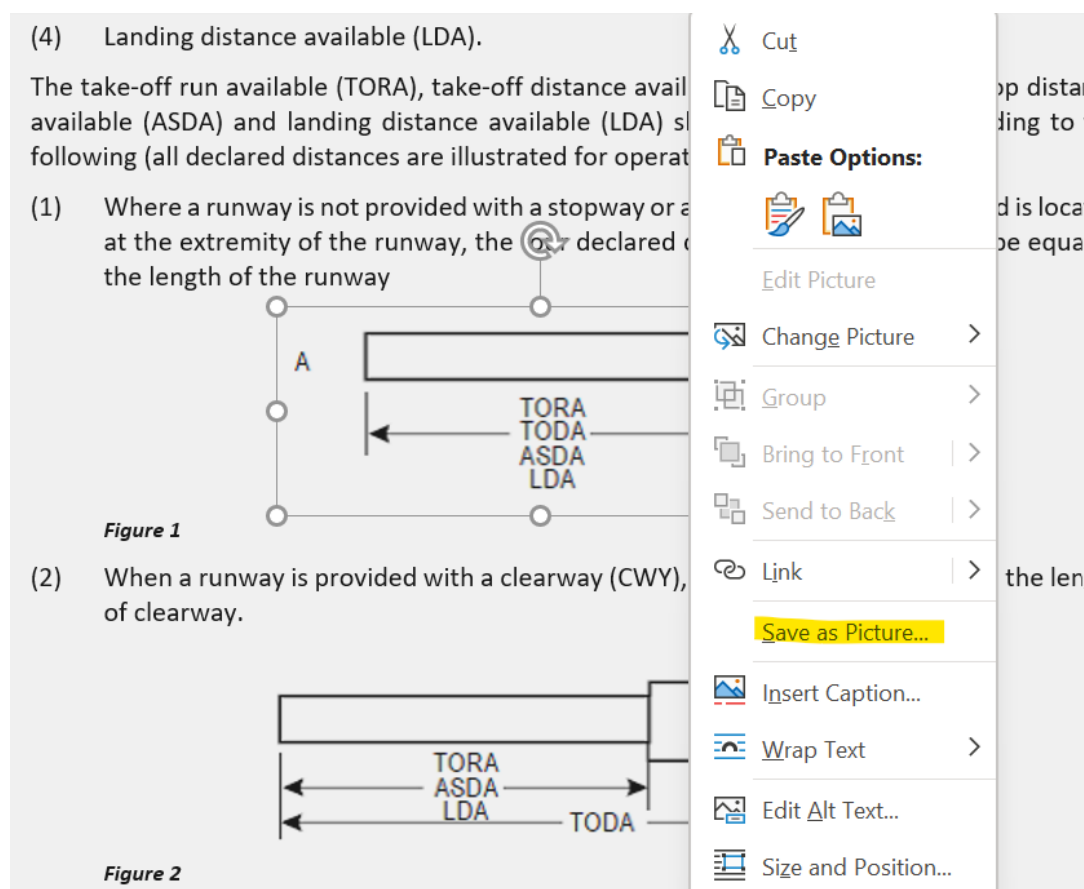 (4) Landing distance available (LDA).
The take-off run available (TORA), take-off distance avail
available (ASDA) and landing distance available (LDA)
following (all declared distances are illustrated for operat
(1) Where a runway is not provided with a stopway or a
at the extremity of the runway, the four declared
the length of the runway
A
TORA
TODA
ASDA
LDA
Figure 1
(2) When a runway is provided with a clearway (CWY),
of clearway.
TORA
ASDA
LDA
TODA
Figure 2
Cut
Copy
Paste Options:
Edit Picture
Change Picture
Group
Bring to Front
Send to Back
Link
Save as Picture...
Insert Caption...
Wrap Text
Edit Alt Text...
Size and Position...
op distan
ding to
d is loca
be equa
the len